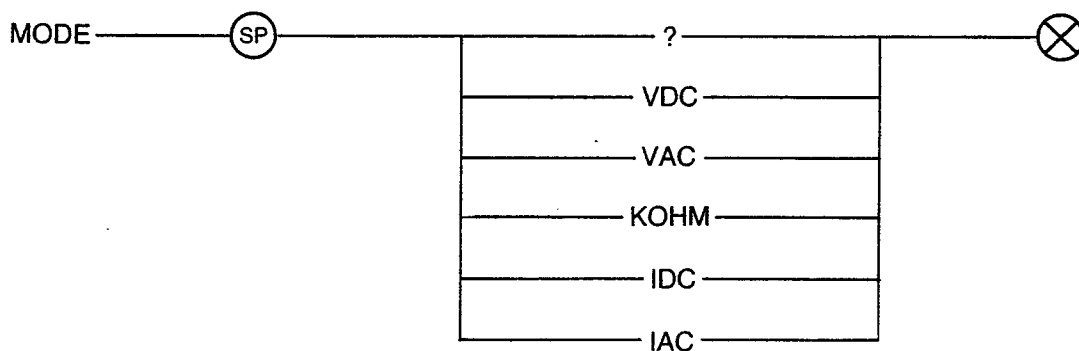 MODE SP ?
VDC
VAC
KOHM
IDC
IAC